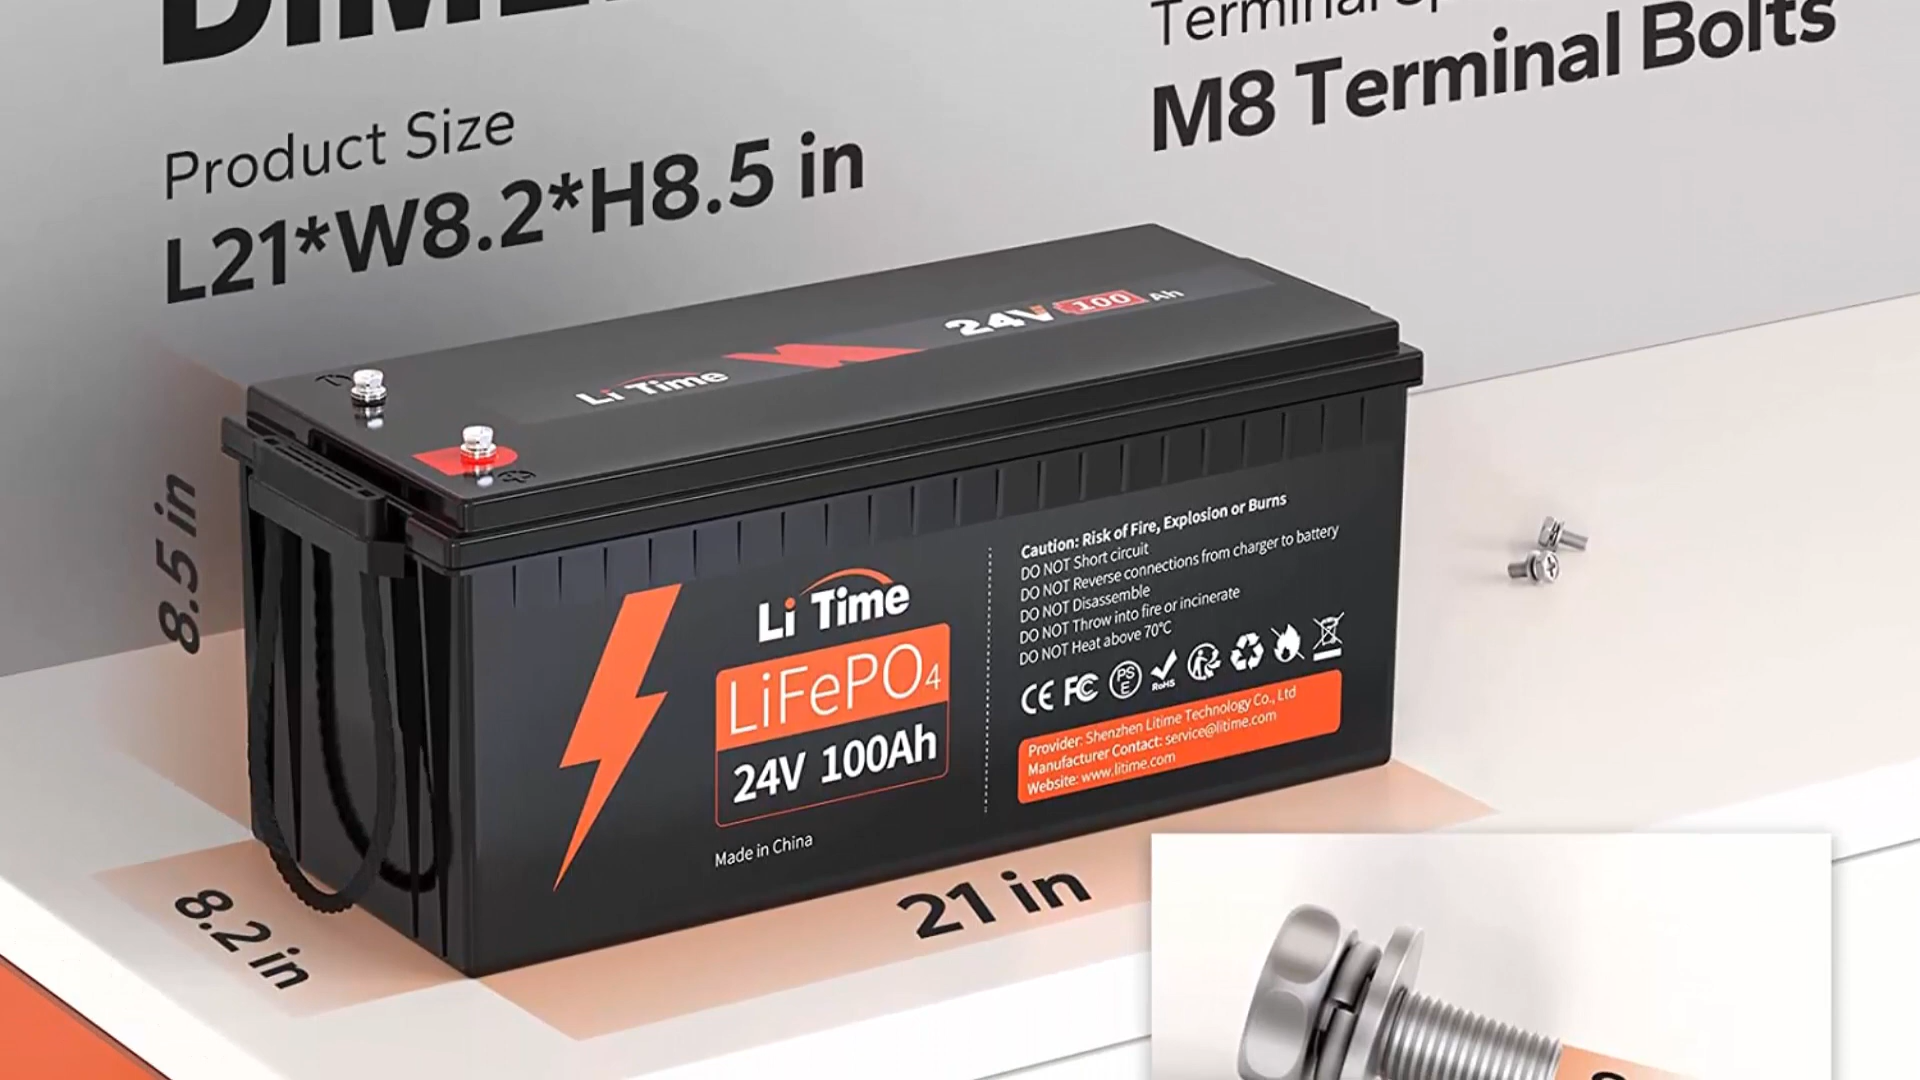 Product Size
L21*W8.2*H8.5 in
Terminal
M8 Terminal Bolts
Li Time
24V 100 Ah
8.5 in
Li Time
LiFePO4
24V 100Ah
Made in China
Caution: Risk of Fire, Explosion or Burns
DO NOT Short circuit
DO NOT Reverse connections from charger to battery
DO NOT Disassemble
DO NOT Throw into fire or incinerate
DO NOT Heat above 70℃
CE FC PS E RoHS
Provider: Shenzhen Litime Technology Co., Ltd
Manufacturer Contact: service@litime.com
Website: www.litime.com
8.2 in
21 in